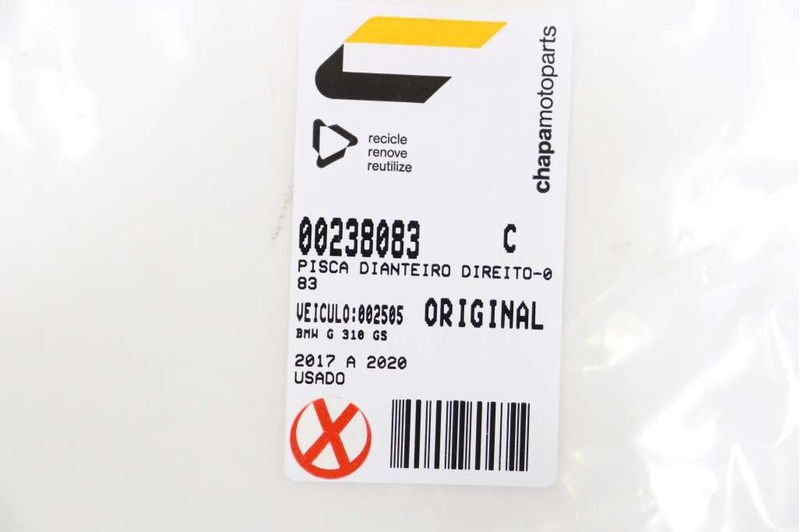 chapamotoparts
recicle
renove
reutilize
00238083 C
PISCA DIANTEIRO DIREITO-0
83
VEICULO:002505 ORIGINAL
BMW G 310 GS
2017 A 2020
USADO